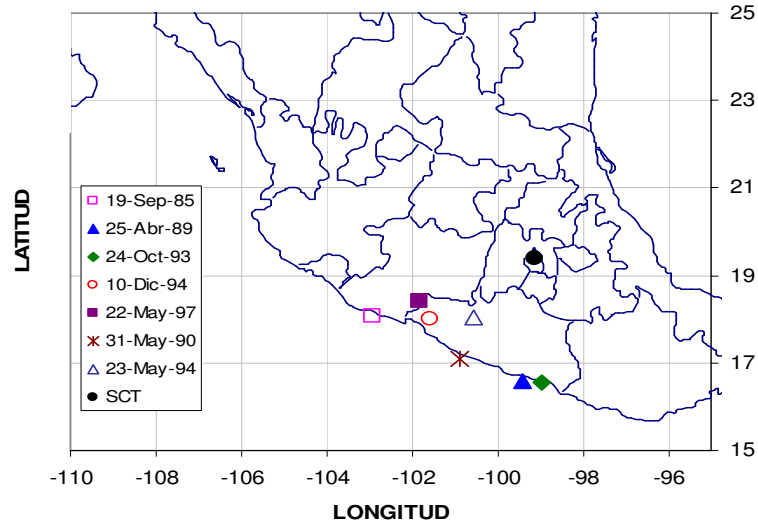 25
23
21
19
17
15
LATITUD
19-Sep-85
25-Abr-89
24-Oct-93
10-Dic-94
22-May-97
31-May-90
23-May-94
SCT
-110 -108 -106 -104 -102 -100 -98 -96
LONGITUD